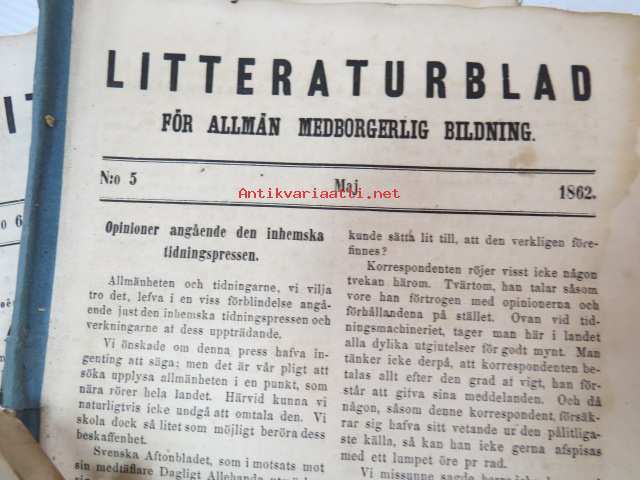 LITTERATURBLAD
FÖR ALLMÄN MEDBORGERLIG BILDNING.
N:o 5 Maj 1862.
Antikvariaatti.net
Opinioner angående den inhemska
tidningspressen.
Allmänheten och tidningarne, vi vilja
tro det, lefva i en viss förblindelse angå-
ende just den inhemska tidningspressen och
verkningarne af dess uppträdande.
Vi önskade om denna press hafva in-
genting att säga; men det är vår pligt att
söka upplysa allmänheten i en punkt, som
nära rörer hela landet. Härvid kunna vi
naturligtvis icke undgå att omtala den. Vi
skola dock så litet som möjligt beröra dess
beskaffenhet.
Svenska Aftonbladet, som i motsats mot
sin medtäflare Dagligt Allehanda
kunde sätta lit till, att den verkligen före-
finnes?
Korrespondenten röjer visst icke någon
tvekan härom. Tvärtom, han talar såsom
vore han förtrogen med opinionerna och
förhållandena på stället. Ovan vid tid-
ningsmachineriet, tager man här i landet
alla dylika utgjutelser för godt mynt. Man
tänker icke derpå, att korrespondenten be-
talas allt efter den grad af vigt, han för-
står att gifva sina meddelanden. Och då
någon, såsom denne korrespondent, försäk-
rar sig hafva sitt vetande ur den pålitliga-
ste källa, så kan han icke gerna afspisas
med ett lumpet öre pr rad.
Vi missunne
N:o 6